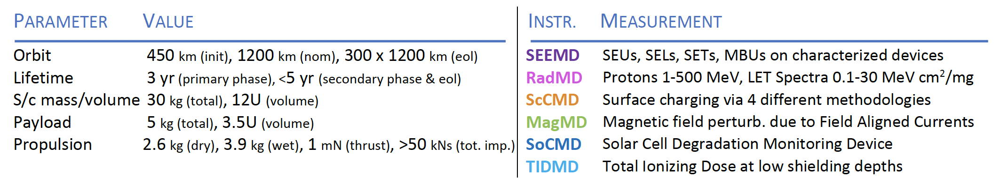 PARAMETER VALUE
Orbit 450 km (init), 1200 km (nom), 300 x 1200 km (eol)
Lifetime 3 yr (primary phase), <5 yr (secondary phase & eol)
S/c mass/volume 30 kg (total), 12U (volume)
Payload 5 kg (total), 3.5U (volume)
Propulsion 2.6 kg (dry), 3.9 kg (wet), 1 mN (thrust), >50 kNs (tot. imp.)
INSTR. MEASUREMENT
SEEMD SEUs, SELs, SETs, MBUs on characterized devices
RadMD Protons 1-500 MeV, LET Spectra 0.1-30 MeV cm²/mg
ScCMD Surface charging via 4 different methodologies
MagMD Magnetic field perturb. due to Field Aligned Currents
SoCMD Solar Cell Degradation Monitoring Device
TIDMD Total Ionizing Dose at low shielding depths